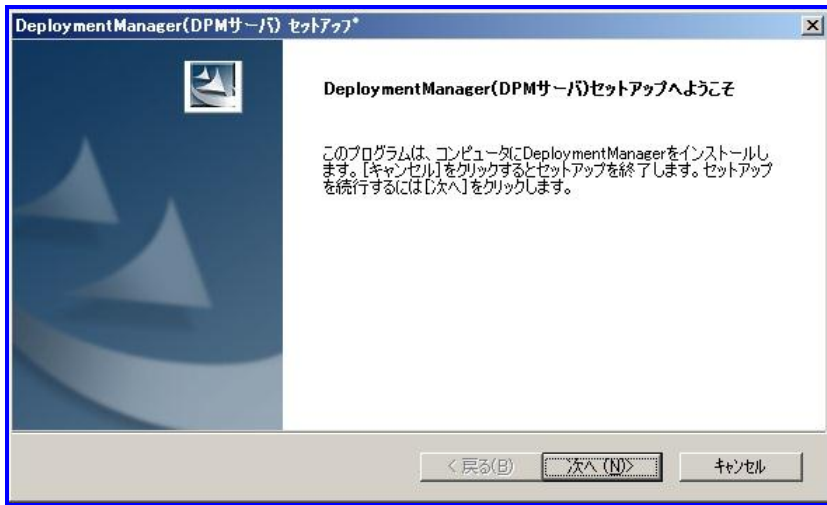 DeploymentManager(DPMサーバ) セットアップ*
DeploymentManager(DPMサーバ)セットアップへようこそ
このプログラムは、コンピュータにDeploymentManagerをインストールし
ます。[キャンセル]をクリックするとセットアップを終了します。セットアップ
を続行するには[次へ]をクリックします。
< 戻る(B)
次へ (N)>
キャンセル